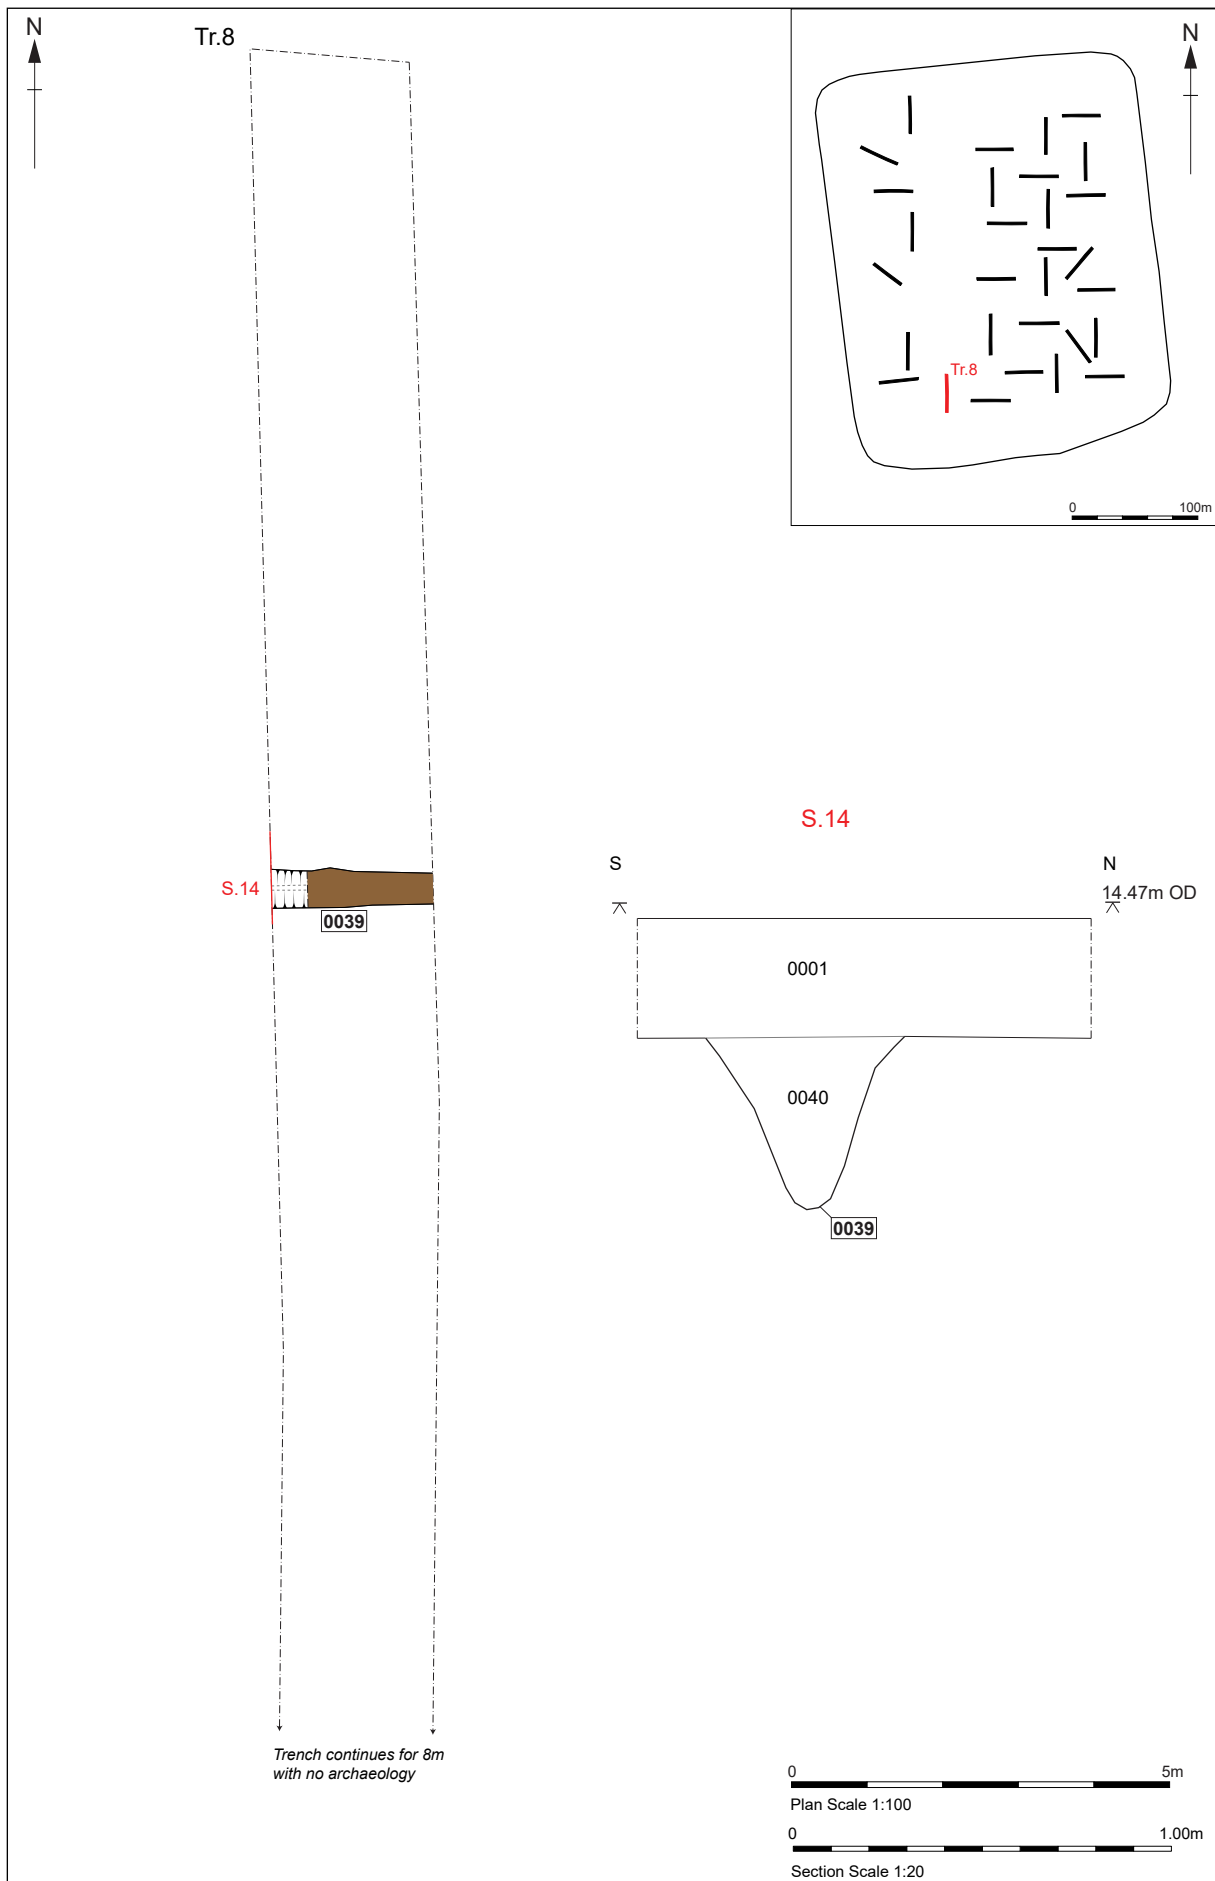 N
Tr.8
N
Tr.8
0 100m
S.14
S N
14.47m OD
S.14
0039
0001
0040
0039
Trench continues for 8m
with no archaeology
0 5m
Plan Scale 1:100
0 1.00m
Section Scale 1:20